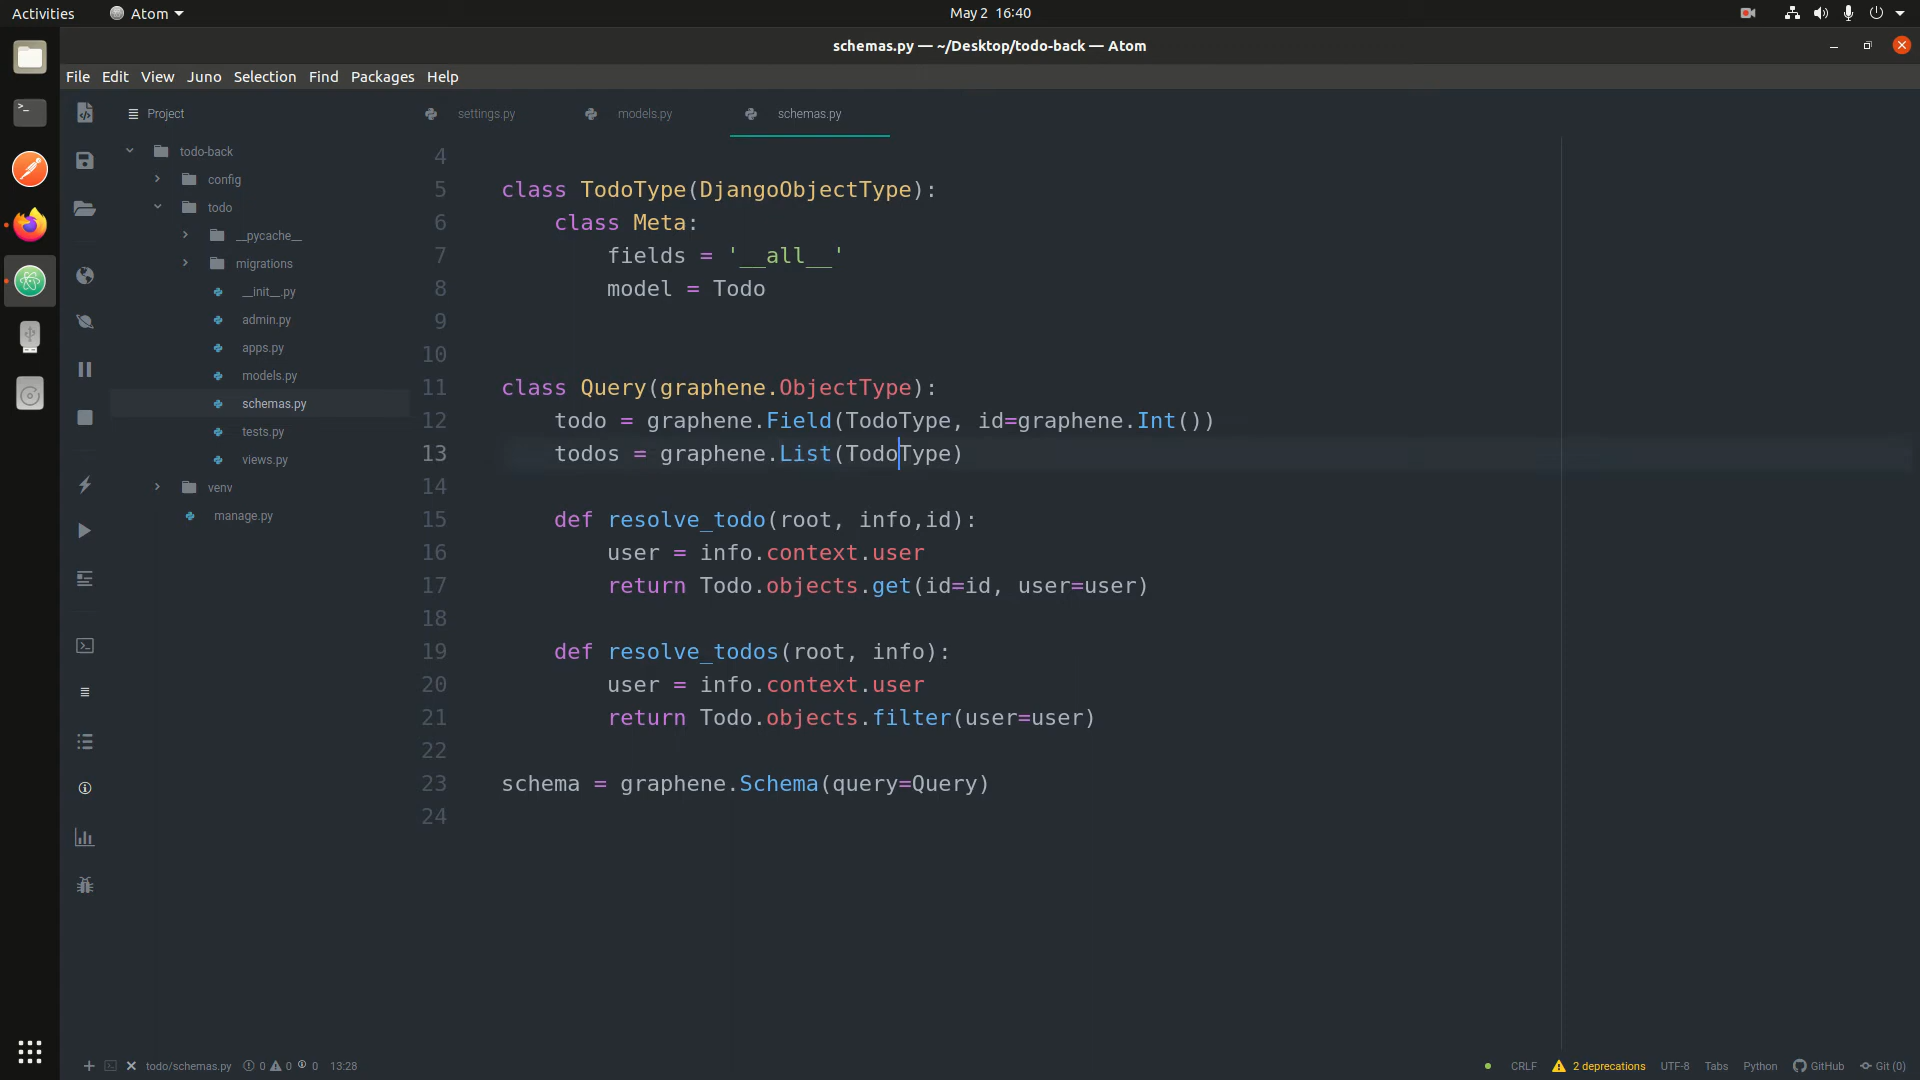 Activities
Atom
May 2 16:40
schemas.py — ~/Desktop/todo-back — Atom
File Edit View Juno Selection Find Packages Help
Project
todo-back
config
todo
__pycache__
migrations
__init__.py
admin.py
apps.py
models.py
schemas.py
tests.py
views.py
venv
manage.py
settings.py
models.py
schemas.py
4
5 class TodoType(DjangoObjectType):
6 class Meta:
7 fields = '__all__'
8 model = Todo
9
10
11 class Query(graphene.ObjectType):
12 todo = graphene.Field(TodoType, id=graphene.Int())
13 todos = graphene.List(TodoType)
14
15 def resolve_todo(root, info,id):
16 user = info.context.user
17 return Todo.objects.get(id=id, user=user)
18
19 def resolve_todos(root, info):
20 user = info.context.user
21 return Todo.objects.filter(user=user)
22
23 schema = graphene.Schema(query=Query)
24
todo/schemas.py 0 0 0 13:28
CRLF 2 deprecations UTF-8 Tabs Python GitHub Git (0)